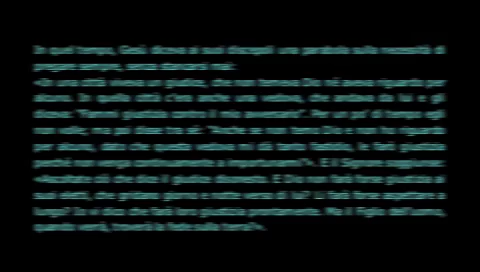 In quel tempo, Gesù diceva ai suoi discepoli una parabola sulla necessità di
pregare sempre, senza stancarsi mai:
«In una città viveva un giudice, che non temeva Dio né aveva riguardo per
alcuno. In quella città c'era anche una vedova, che andava da lui e gli
diceva: "Fammi giustizia contro il mio avversario". Per un po' di tempo egli
non volle, ma poi disse tra sé: "Anche se non temo Dio e non ho riguardo
per alcuno, dato che questa vedova mi dà tanto fastidio, le farò giustizia
perché non venga continuamente a importunarmi"». E il Signore soggiunse:
«Ascoltate ciò che dice il giudice disonesto. E Dio non farà forse giustizia ai
suoi eletti, che gridano giorno e notte verso di lui? Li farà forse aspettare a
lungo? Io vi dico che farà loro giustizia prontamente. Ma il Figlio dell'uomo,
quando verrà, troverà la fede sulla terra?».